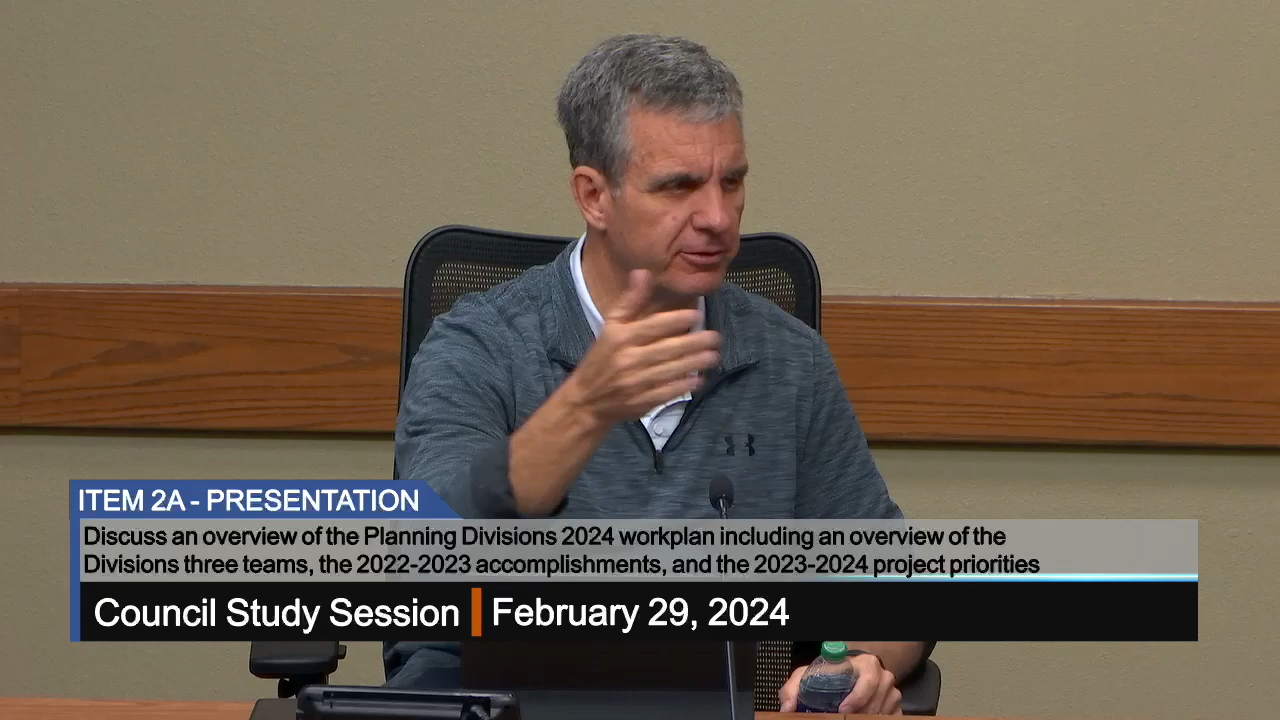 ITEM 2A - PRESENTATION
Discuss an overview of the Planning Divisions 2024 workplan including an overview of the
Divisions three teams, the 2022-2023 accomplishments, and the 2023-2024 project priorities
Council Study Session February 29, 2024